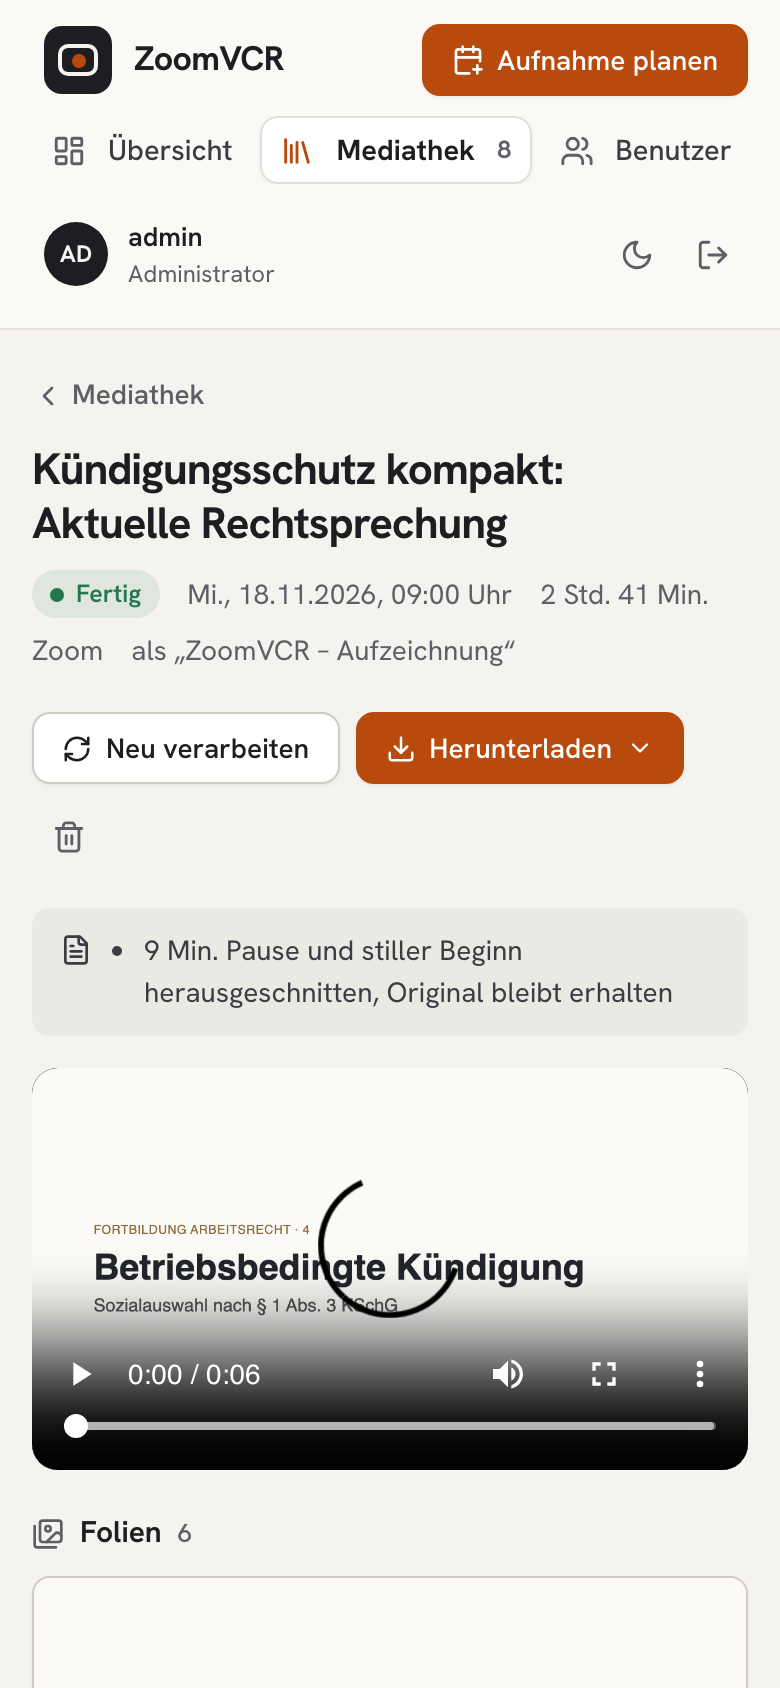 ZoomVCR
Aufnahme planen
Übersicht
Mediathek 8
Benutzer
AD
admin
Administrator
Mediathek
Kündigungsschutz kompakt:
Aktuelle Rechtsprechung
Fertig Mi., 18.11.2026, 09:00 Uhr 2 Std. 41 Min.
Zoom als „ZoomVCR – Aufzeichnung“
Neu verarbeiten
Herunterladen
• 9 Min. Pause und stiller Beginn
herausgeschnitten, Original bleibt erhalten
FORTBILDUNG ARBEITSRECHT · 4
Betriebsbedingte Kündigung
Sozialauswahl nach § 1 Abs. 3 KSchG
0:00 / 0:06
Folien 6